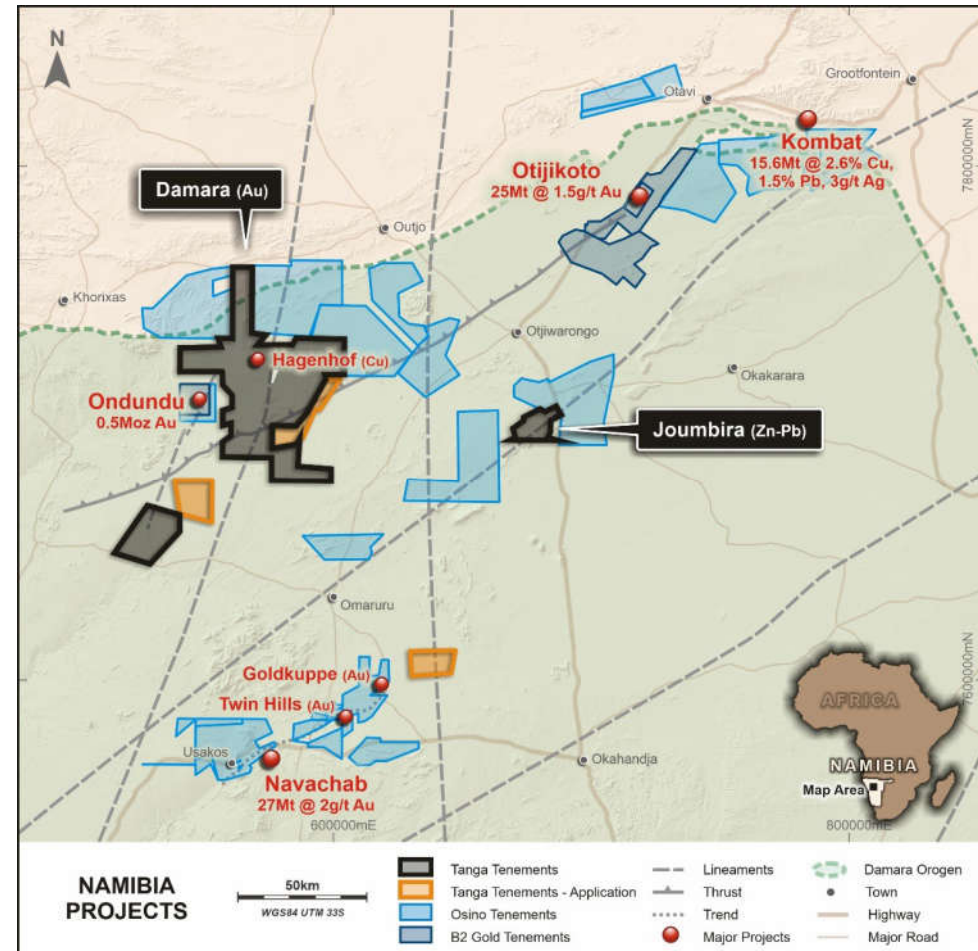 N
Grootfontein
Otavi
Kombat
15.6Mt @ 2.6% Cu,
1.5% Pb, 3g/t Ag
7800000mN
Otijikoto
25Mt @ 1.5g/t Au
Damara (Au)
Outjo
Khorixas
Otjiwarongo
Hagenhof (Cu)
Okakarara
Ondundu
0.5Moz Au
Joumbira (Zn-Pb)
Omaruru
7600000mN
Goldkuppe (Au)
Twin Hills (Au)
AFRICA
Usakos
Okahandja
NAMIBIA
Map Area
Navachab
27Mt @ 2g/t Au
600000mE
800000mE
NAMIBIA
PROJECTS
50km
WGS84 UTM 33S
Tanga Tenements
Tanga Tenements - Application
Osino Tenements
B2 Gold Tenements
Lineaments
Thrust
Trend
Major Projects
Damara Orogen
Town
Highway
Major Road